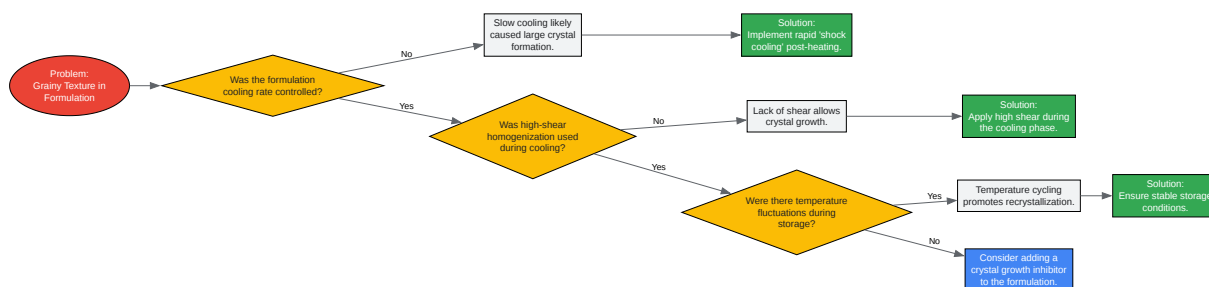 Problem:
Grainy Texture in
Formulation
Was the formulation
cooling rate controlled?
No
Slow cooling likely
caused large crystal
formation.
Solution:
Implement rapid 'shock
cooling' post-heating.
Yes
Was high-shear
homogenization used
during cooling?
No
Lack of shear allows
crystal growth.
Solution:
Apply high shear during
the cooling phase.
Yes
Were there temperature
fluctuations during
storage?
Yes
Temperature cycling
promotes recrystallization.
Solution:
Ensure stable storage
conditions.
No
Consider adding a
crystal growth inhibitor
to the formulation.